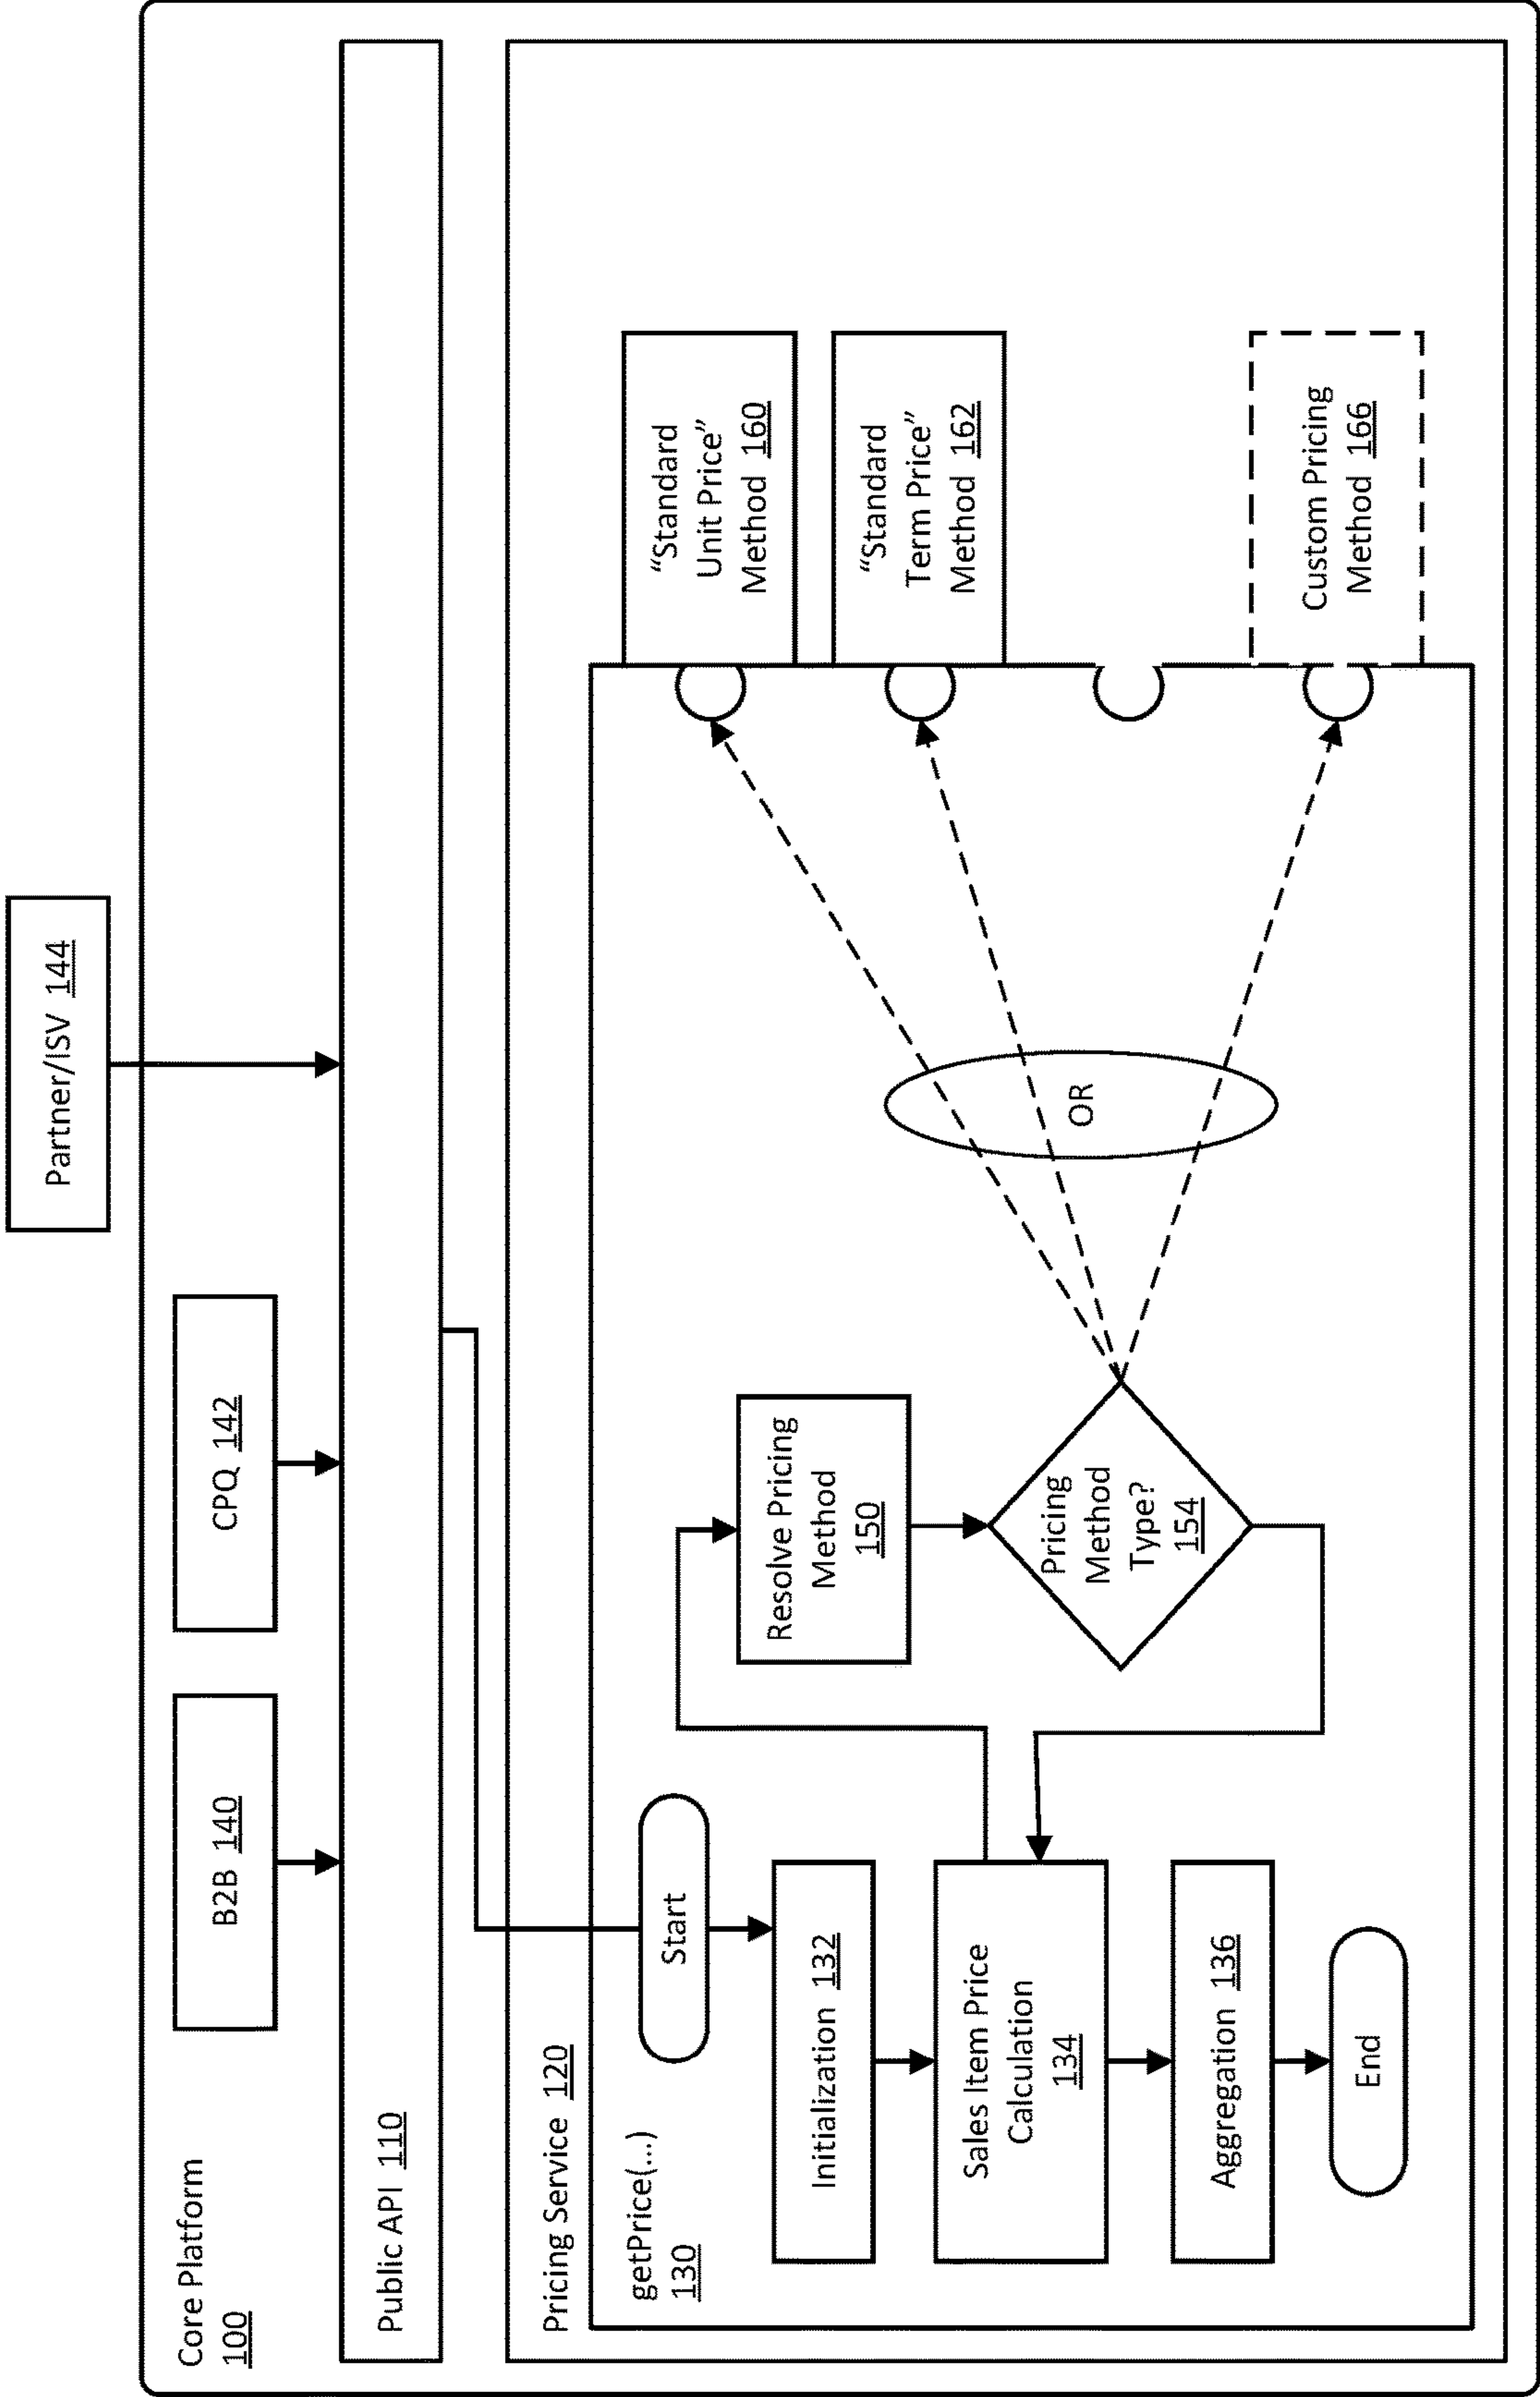 Partner/ISV 144
Core Platform
100
B2B 140
CPQ 142
Public API 110
Pricing Service 120
getPrice(...)
130
Start
Initialization 132
Sales Item Price
Calculation
134
Aggregation 136
End
Resolve Pricing
Method
150
Pricing
Method
Type?
154
OR
“Standard
Unit Price”
Method 160
“Standard
Term Price”
Method 162
Custom Pricing
Method 166